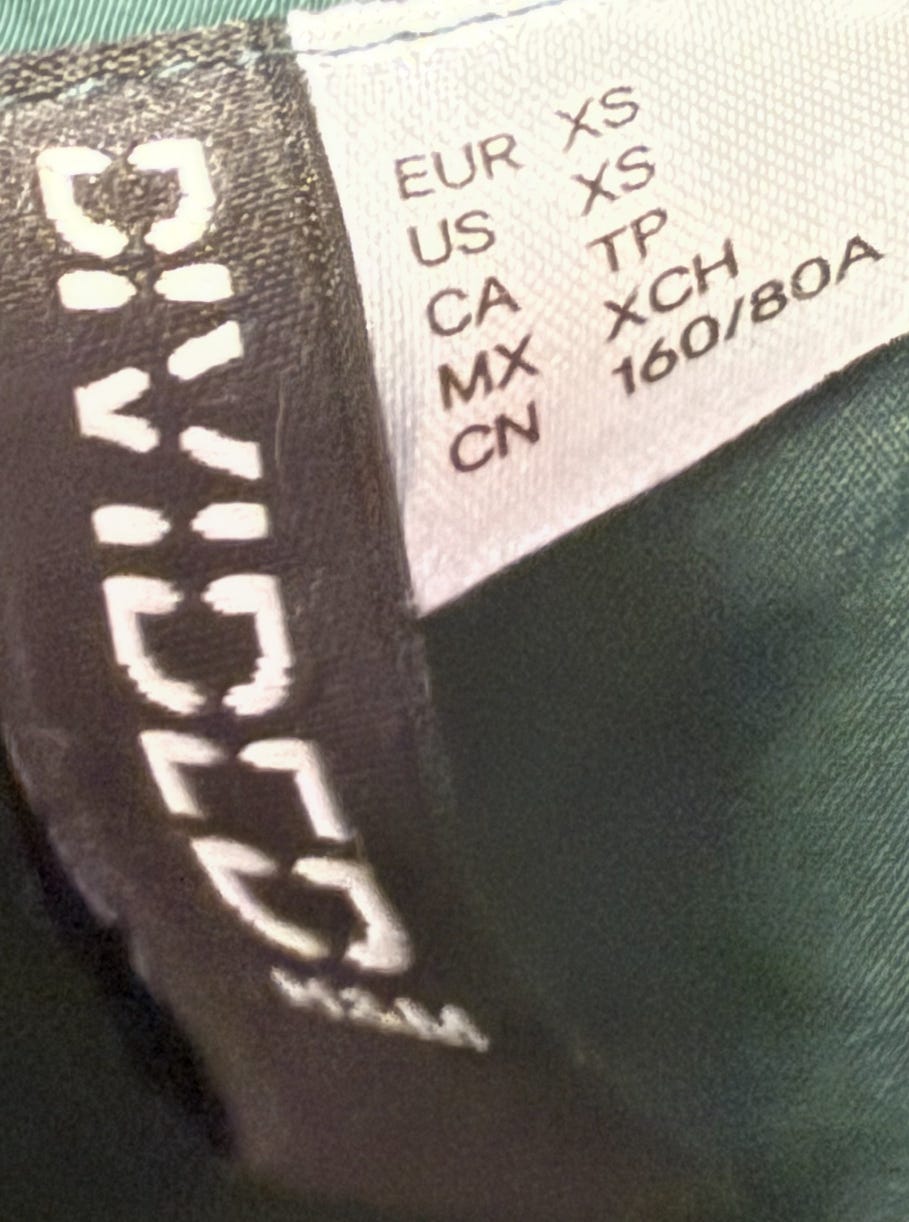 DIVIDED
H&M
EUR XS
US XS
CA TP
MX XCH
CN 160/80A